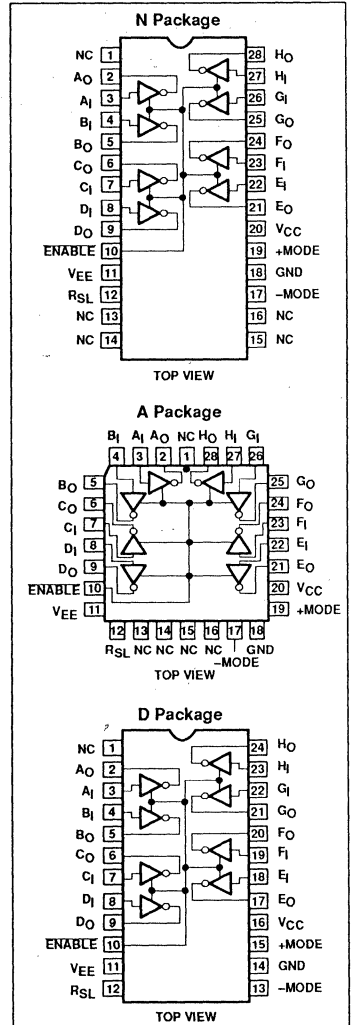 N Package
NC 1 28 HO
AO 2 27 HI
AI 3 26 GI
BI 4 25 GO
BO 5 24 FO
CO 6 23 FI
CI 7 22 EI
DI 8 21 EO
DO 9 20 VCC
ENABLE 10 19 +MODE
VEE 11 18 GND
RSL 12 17 –MODE
NC 13 16 NC
NC 14 15 NC
TOP VIEW
A Package
BI AI AO NC HO HI GI
4 3 2 1 28 27 26
BO 5 25 GO
CO 6 24 FO
CI 7 23 FI
DI 8 22 EI
DO 9 21 EO
ENABLE 10 20 VCC
VEE 11 19 +MODE
12 13 14 15 16 17 18
RSL NC NC NC NC GND
–MODE
TOP VIEW
D Package
NC 1 24 HO
AO 2 23 HI
AI 3 22 GI
BI 4 21 GO
BO 5 20 FO
CO 6 19 FI
CI 7 18 EI
DI 8 17 EO
DO 9 16 VCC
ENABLE 10 15 +MODE
VEE 11 14 GND
RSL 12 13 –MODE
TOP VIEW